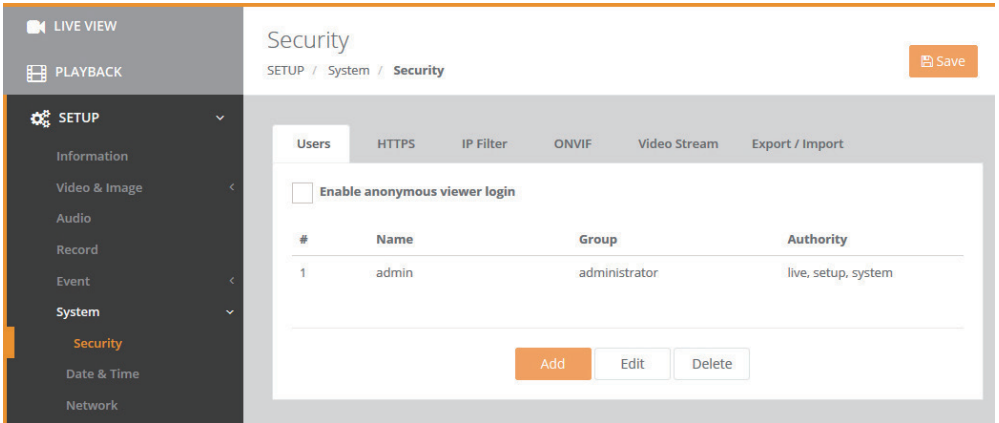 LIVE VIEW
PLAYBACK
SETUP
Information
Video & Image
Audio
Record
Event
System
Security
Date & Time
Network
Security
SETUP / System / Security
Save
Users HTTPS IP Filter ONVIF Video Stream Export / Import
Enable anonymous viewer login
# Name Group Authority
1 admin administrator live, setup, system
Add Edit Delete